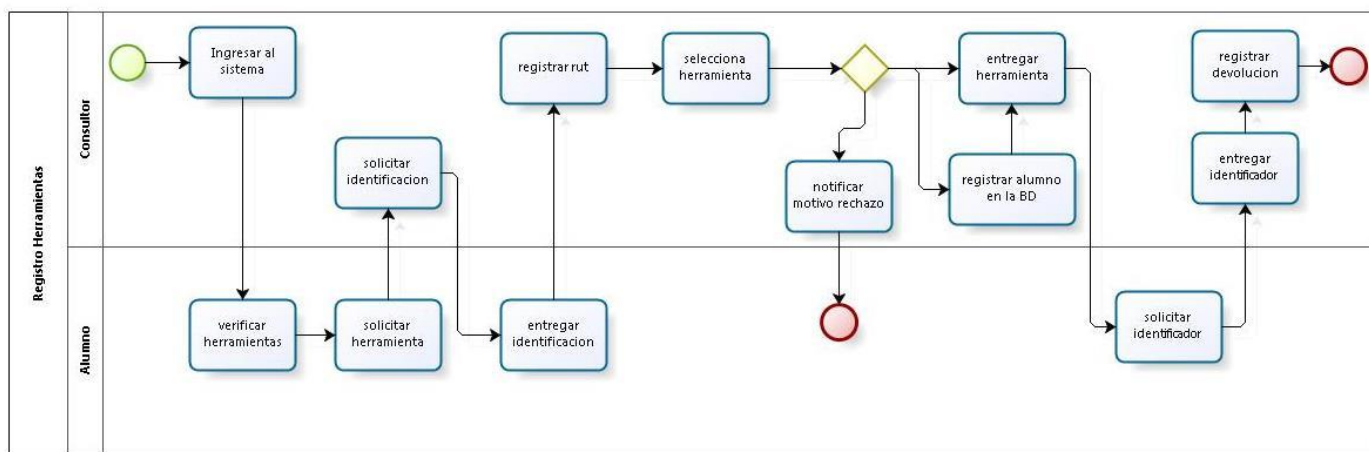 Registro Herramientas
Consultor
Ingresar al
sistema
registrar rut
selecciona
herramienta
entregar
herramienta
registrar
devolucion
solicitar
identificacion
notificar
motivo rechazo
registrar alumno
en la BD
entregar
identificador
Alumno
verificar
herramientas
solicitar
herramienta
entregar
identificacion
solicitar
identificador